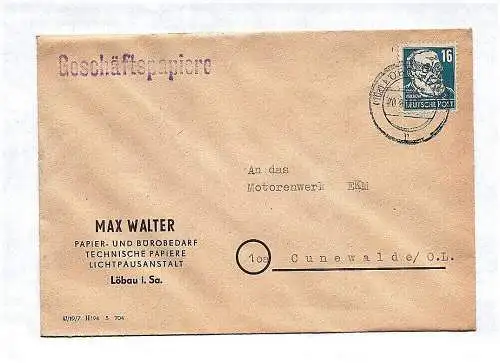 Geschäftspapiere
16
DEUTSCHE POST
An das
Motorenwerk EKM
MAX WALTER
PAPIER- UND BÜROBEDARF
TECHNISCHE PAPIERE
LICHTPAUSANSTALT
Löbau i. Sa.
10a Cunewalde/O.L.